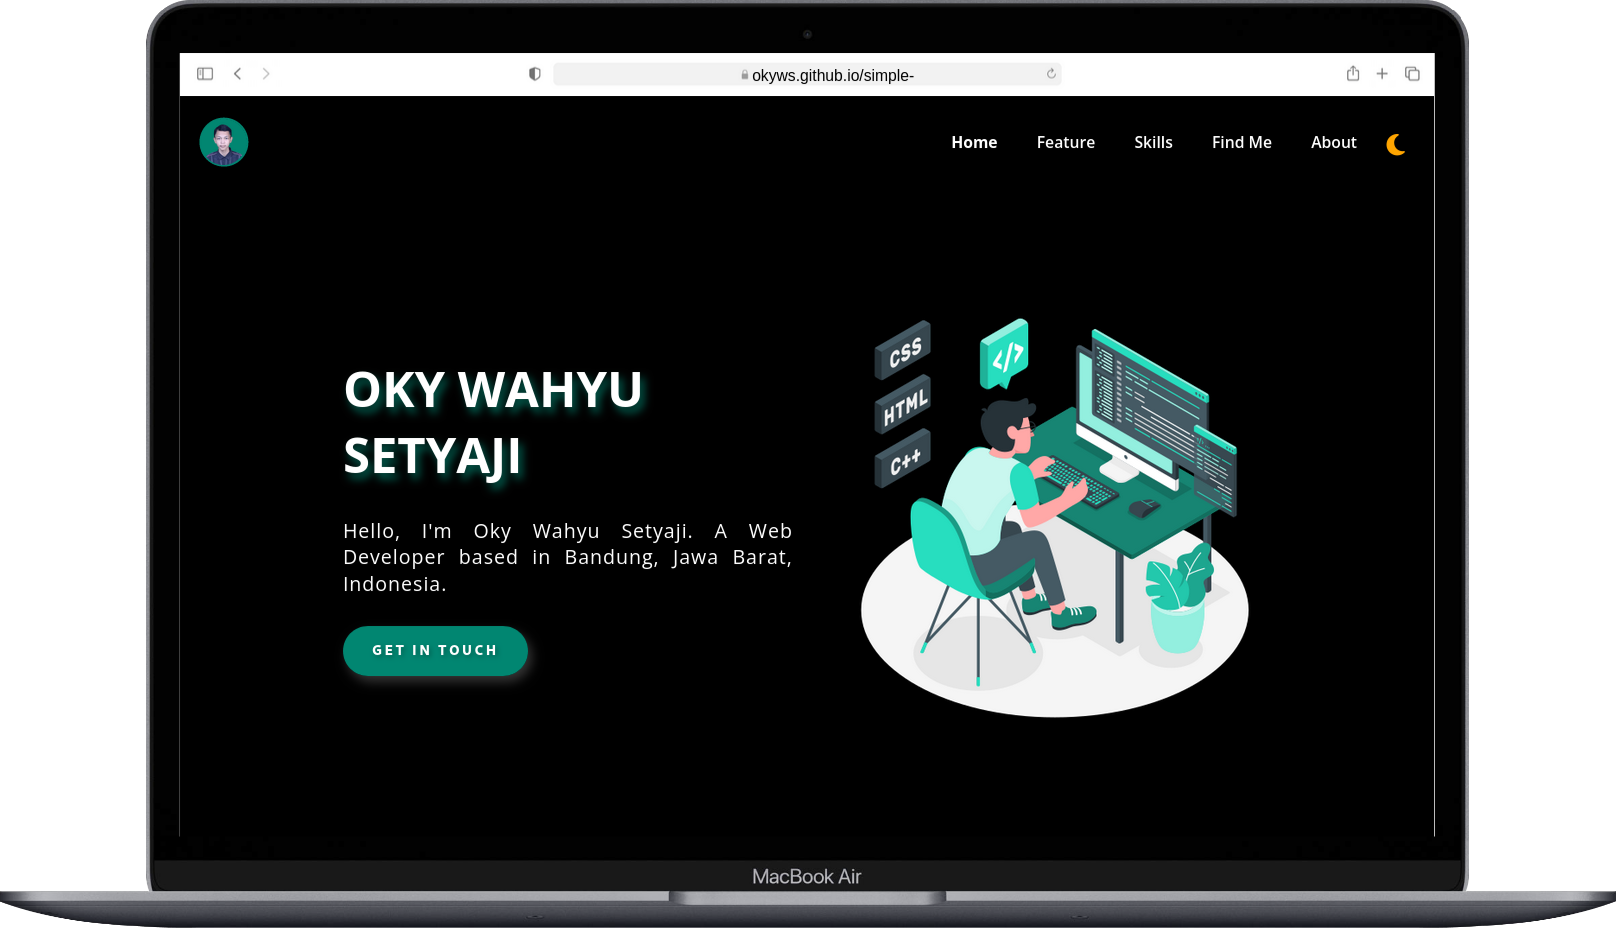 okyws.github.io/simple-
Home Feature Skills Find Me About
CSS
</>
HTML
C++
OKY WAHYU
SETYAJI
Hello, I'm Oky Wahyu Setyaji. A Web
Developer based in Bandung, Jawa Barat,
Indonesia.
GET IN TOUCH
MacBook Air